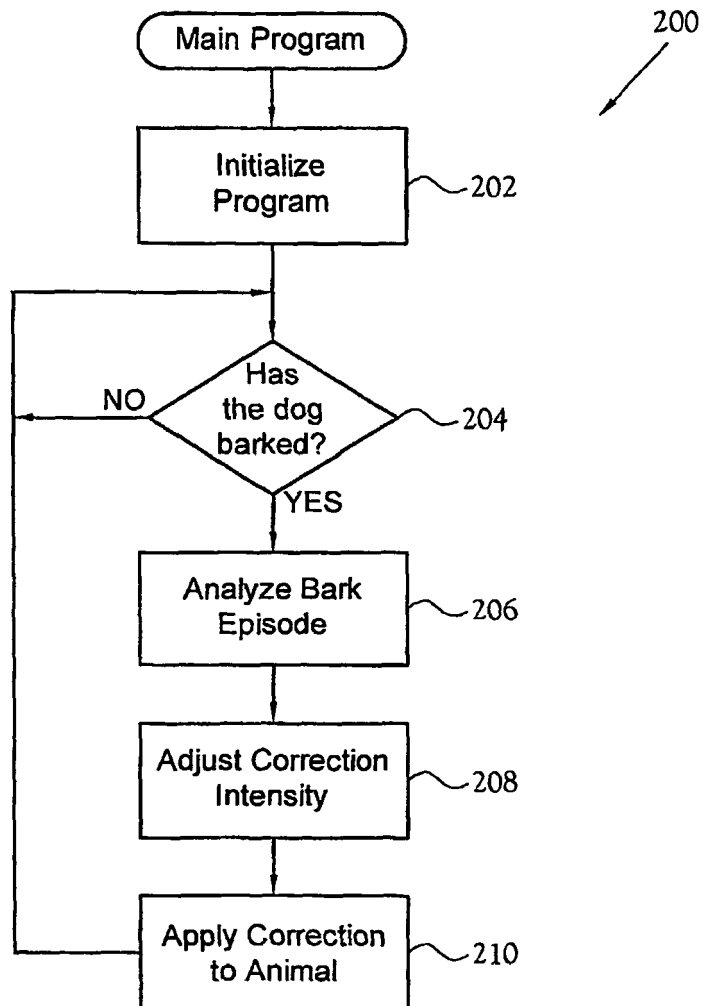 Main Program
200
Initialize
Program
202
Has
the dog
barked?
NO
204
YES
Analyze Bark
Episode
206
Adjust Correction
Intensity
208
Apply Correction
to Animal
210